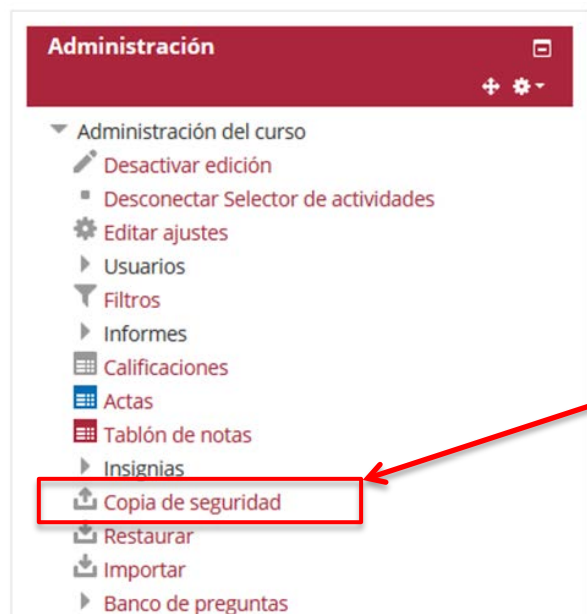 Administración
Administración del curso
Desactivar edición
Desconectar Selector de actividades
Editar ajustes
Usuarios
Filtros
Informes
Calificaciones
Actas
Tablón de notas
Insignias
Copia de seguridad
Restaurar
Importar
Banco de preguntas